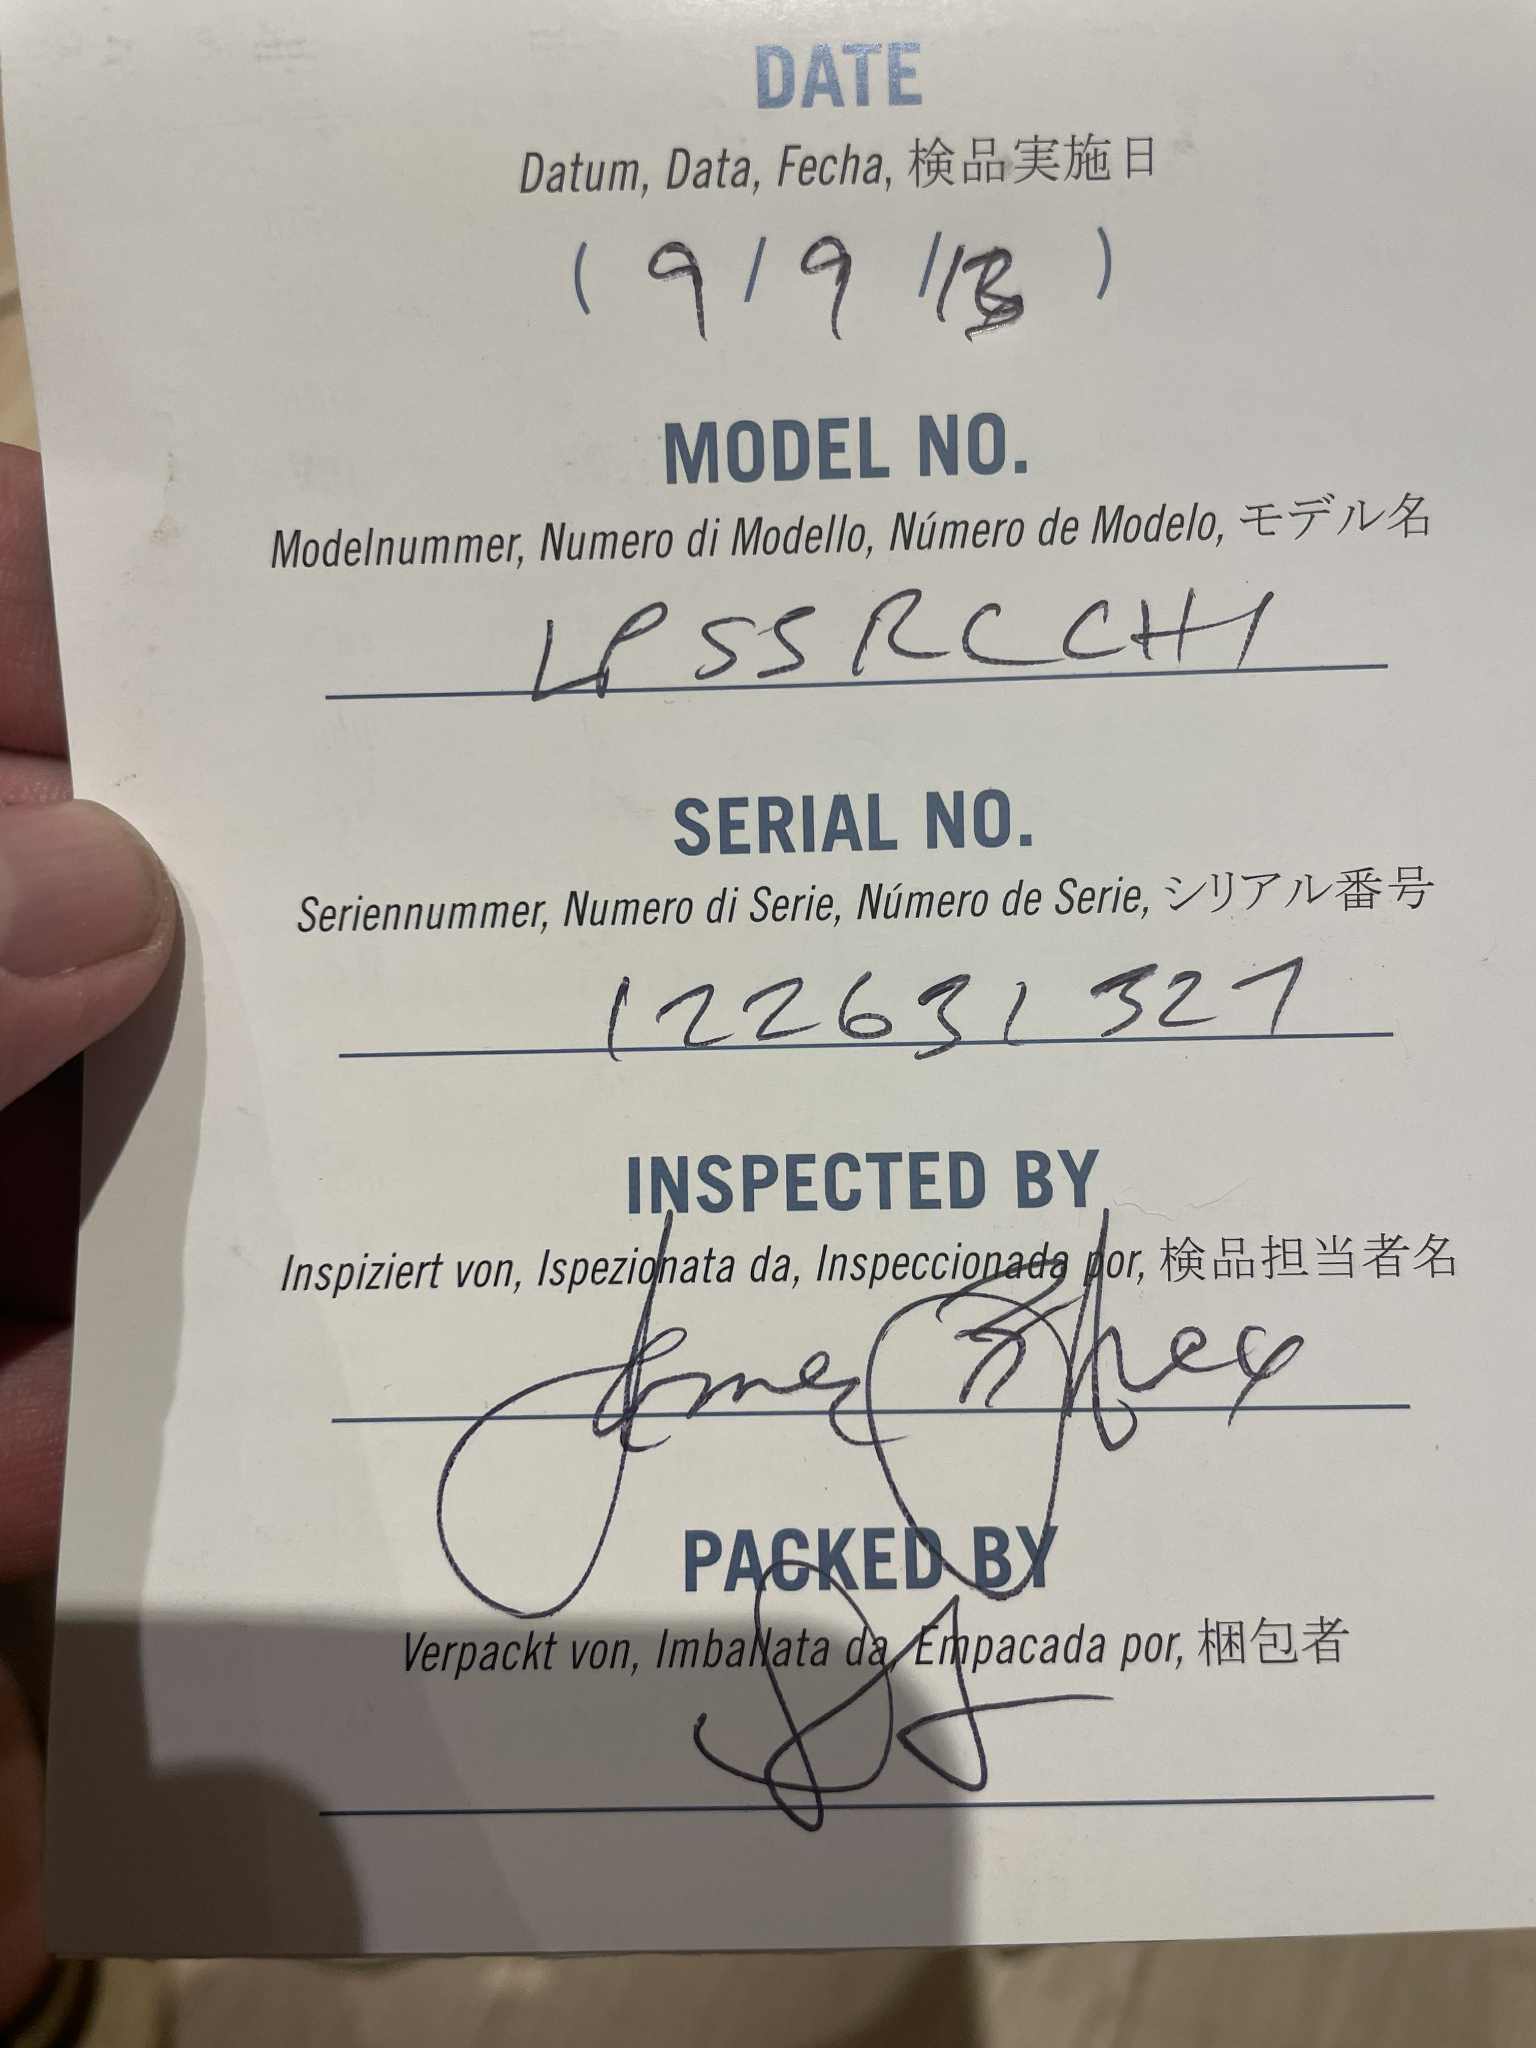 DATE
Datum, Data, Fecha, 検品実施日
( 9 / 9 / 13 )
MODEL NO.
Modelnummer, Numero di Modello, Número de Modelo, モデル名
LPSSRCCH1
SERIAL NO.
Seriennummer, Numero di Serie, Número de Serie, シリアル番号
122631327
INSPECTED BY
Inspiziert von, Ispezionata da, Inspeccionada por, 検品担当者名
James
PACKED BY
Verpackt von, Imballata da, Empacada por, 梱包者